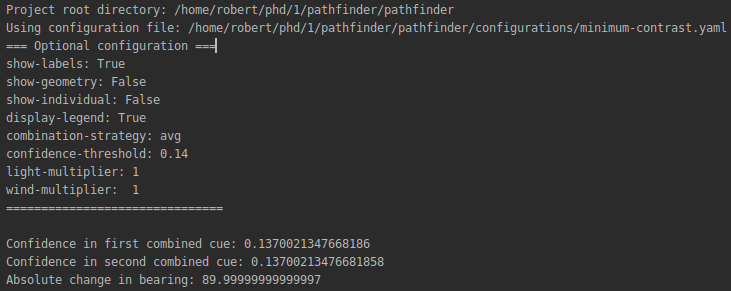 Project root directory: /home/robert/phd/1/pathfinder/pathfinder
Using configuration file: /home/robert/phd/1/pathfinder/pathfinder/configurations/minimum-contrast.yaml
=== Optional configuration ===
show-labels: True
show-geometry: False
show-individual: False
display-legend: True
combination-strategy: avg
confidence-threshold: 0.14
light-multiplier: 1
wind-multiplier:  1
===============================
Confidence in first combined cue: 0.1370021347668186
Confidence in second combined cue: 0.13700213476681858
Absolute change in bearing: 89.99999999999997